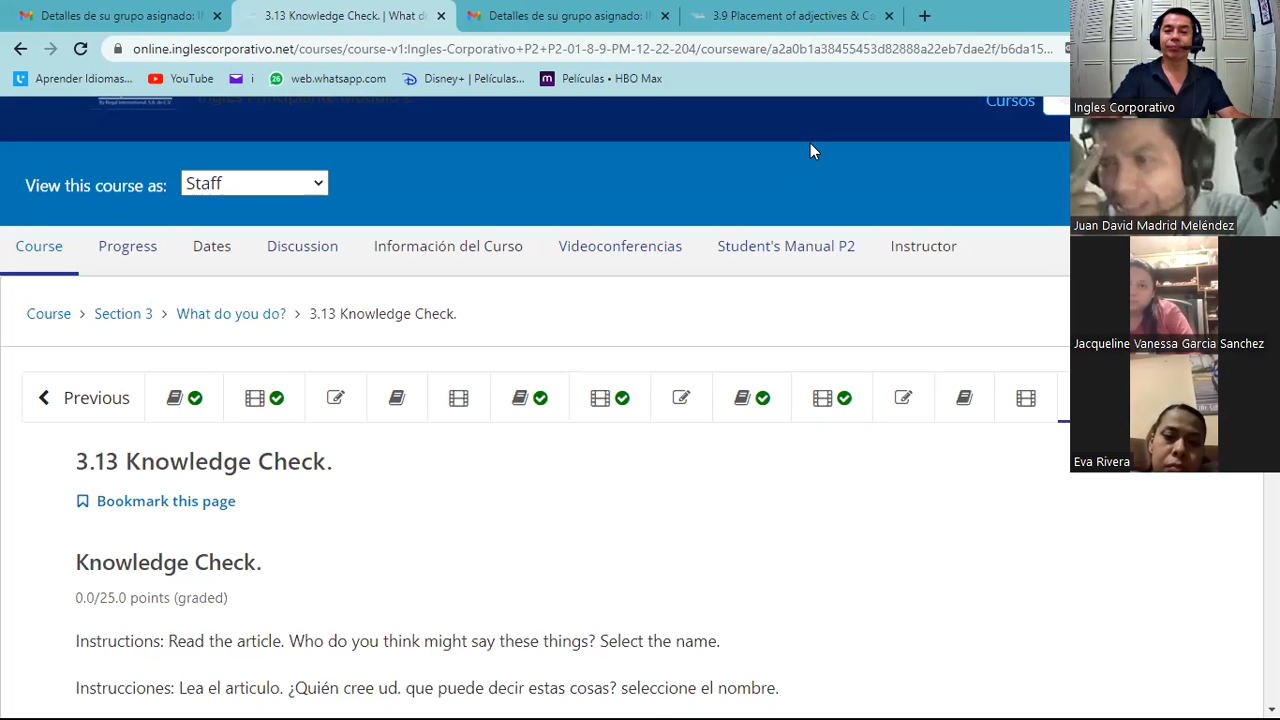 Detalles de su grupo asignado: I
3.13 Knowledge Check. | What d
Detalles de su grupo asignado: I
3.9 Placement of adjectives & Co
online.inglescorporativo.net/courses/course-v1:Ingles-Corporativo+P2+P2-01-8-9-PM-12-22-204/courseware/
Aprender Idiomas...
YouTube
i
web.whatsapp.com
Disney+ | Películas...
Películas • HBO Max
By Regal International, S.A. de C.V.
Cursos
View this course as:
Staff
Course
Progress
Dates
Discussion
Información del Curso
Videoconferencias
Student's Manual P2
Instructor
Course > Section 3 > What do you do? > 3.13 Knowledge Check.
Previous
3.13 Knowledge Check.
Bookmark this page
Knowledge Check.
0.0/25.0 points (graded)
Instructions: Read the article. Who do you think might say these things? Select the name.
Instrucciones: Lea el articulo. ¿Quién cree ud. que puede decir estas cosas? seleccione el nombre.
Ingles Corporativo
Juan David Madrid Meléndez
Jacqueline Vanessa Garcia Sanchez
Eva Rivera